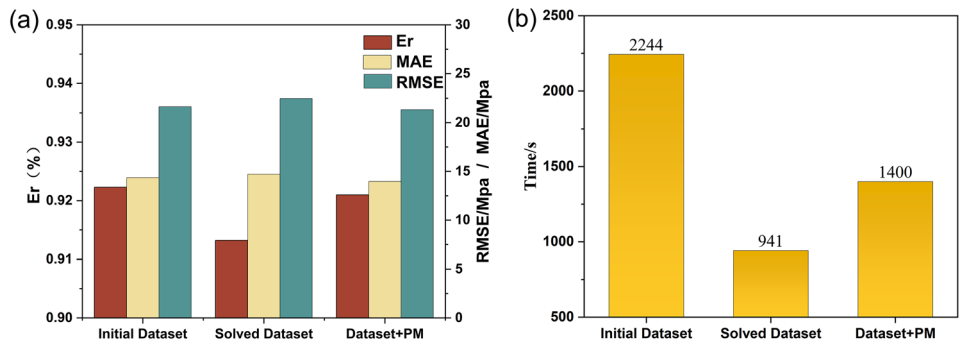 (a)
0.95
0.94
0.93
0.92
0.91
0.90
Er（%）
30
25
20
15
10
5
0
RMSE/Mpa / MAE/Mpa
Er
MAE
RMSE
Initial Dataset
Solved Dataset
Dataset+PM
(b)
2500
2000
1500
1000
500
Time/s
2244
941
1400
Initial Dataset
Solved Dataset
Dataset+PM